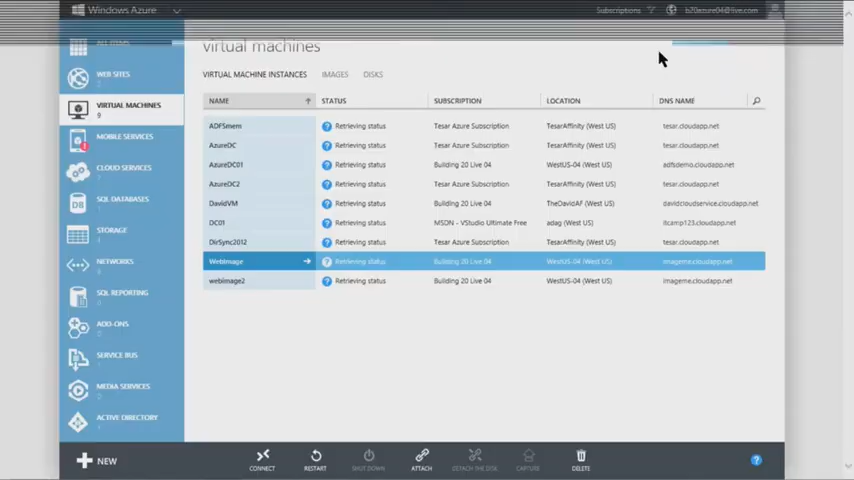 Windows Azure
Subscriptions
b20azure04@live.com
ALL ITEMS
virtual machines
WEB SITES
VIRTUAL MACHINE INSTANCES IMAGES DISKS
VIRTUAL MACHINES
9
NAME STATUS SUBSCRIPTION LOCATION DNS NAME
ADFSmem Retrieving status Tesar Azure Subscription TesarAffinity (West US) tesar.cloudapp.net
MOBILE SERVICES
AzureDC Retrieving status Tesar Azure Subscription TesarAffinity (West US) tesar.cloudapp.net
CLOUD SERVICES
AzureDC01 Retrieving status Building 20 Live 04 WestUS-04 (West US) adfsdemo.cloudapp.net
AzureDC2 Retrieving status Tesar Azure Subscription TesarAffinity (West US) tesar.cloudapp.net
SQL DATABASES
DavidVM Retrieving status Building 20 Live 04 TheDavidAF (West US) davidcloudservice.cloudapp.net
DC01 Retrieving status MSDN - VStudio Ultimate Free adag (West US) itcamp123.cloudapp.net
STORAGE
DirSync2012 Retrieving status Tesar Azure Subscription TesarAffinity (West US) tesar.cloudapp.net
NETWORKS
WebImage Retrieving status Building 20 Live 04 WestUS-04 (West US) imageme.cloudapp.net
webimage2 Retrieving status Building 20 Live 04 WestUS-04 (West US) imageme.cloudapp.net
SQL REPORTING
ADD-ONS
SERVICE BUS
MEDIA SERVICES
ACTIVE DIRECTORY
NEW
CONNECT RESTART SHUT DOWN ATTACH DETACH THE DISK CAPTURE DELETE